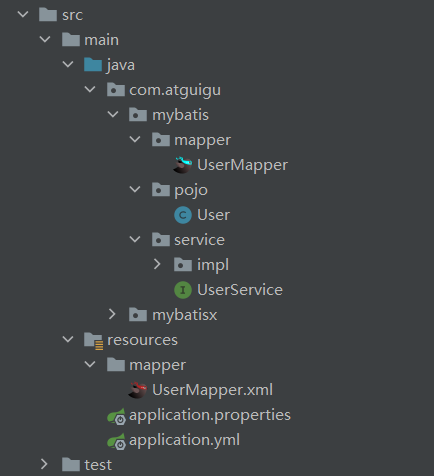 src
main
java
com.atguigu
mybatis
mapper
UserMapper
pojo
C User
service
impl
I UserService
mybatisx
resources
mapper
UserMapper.xml
application.properties
application.yml
test